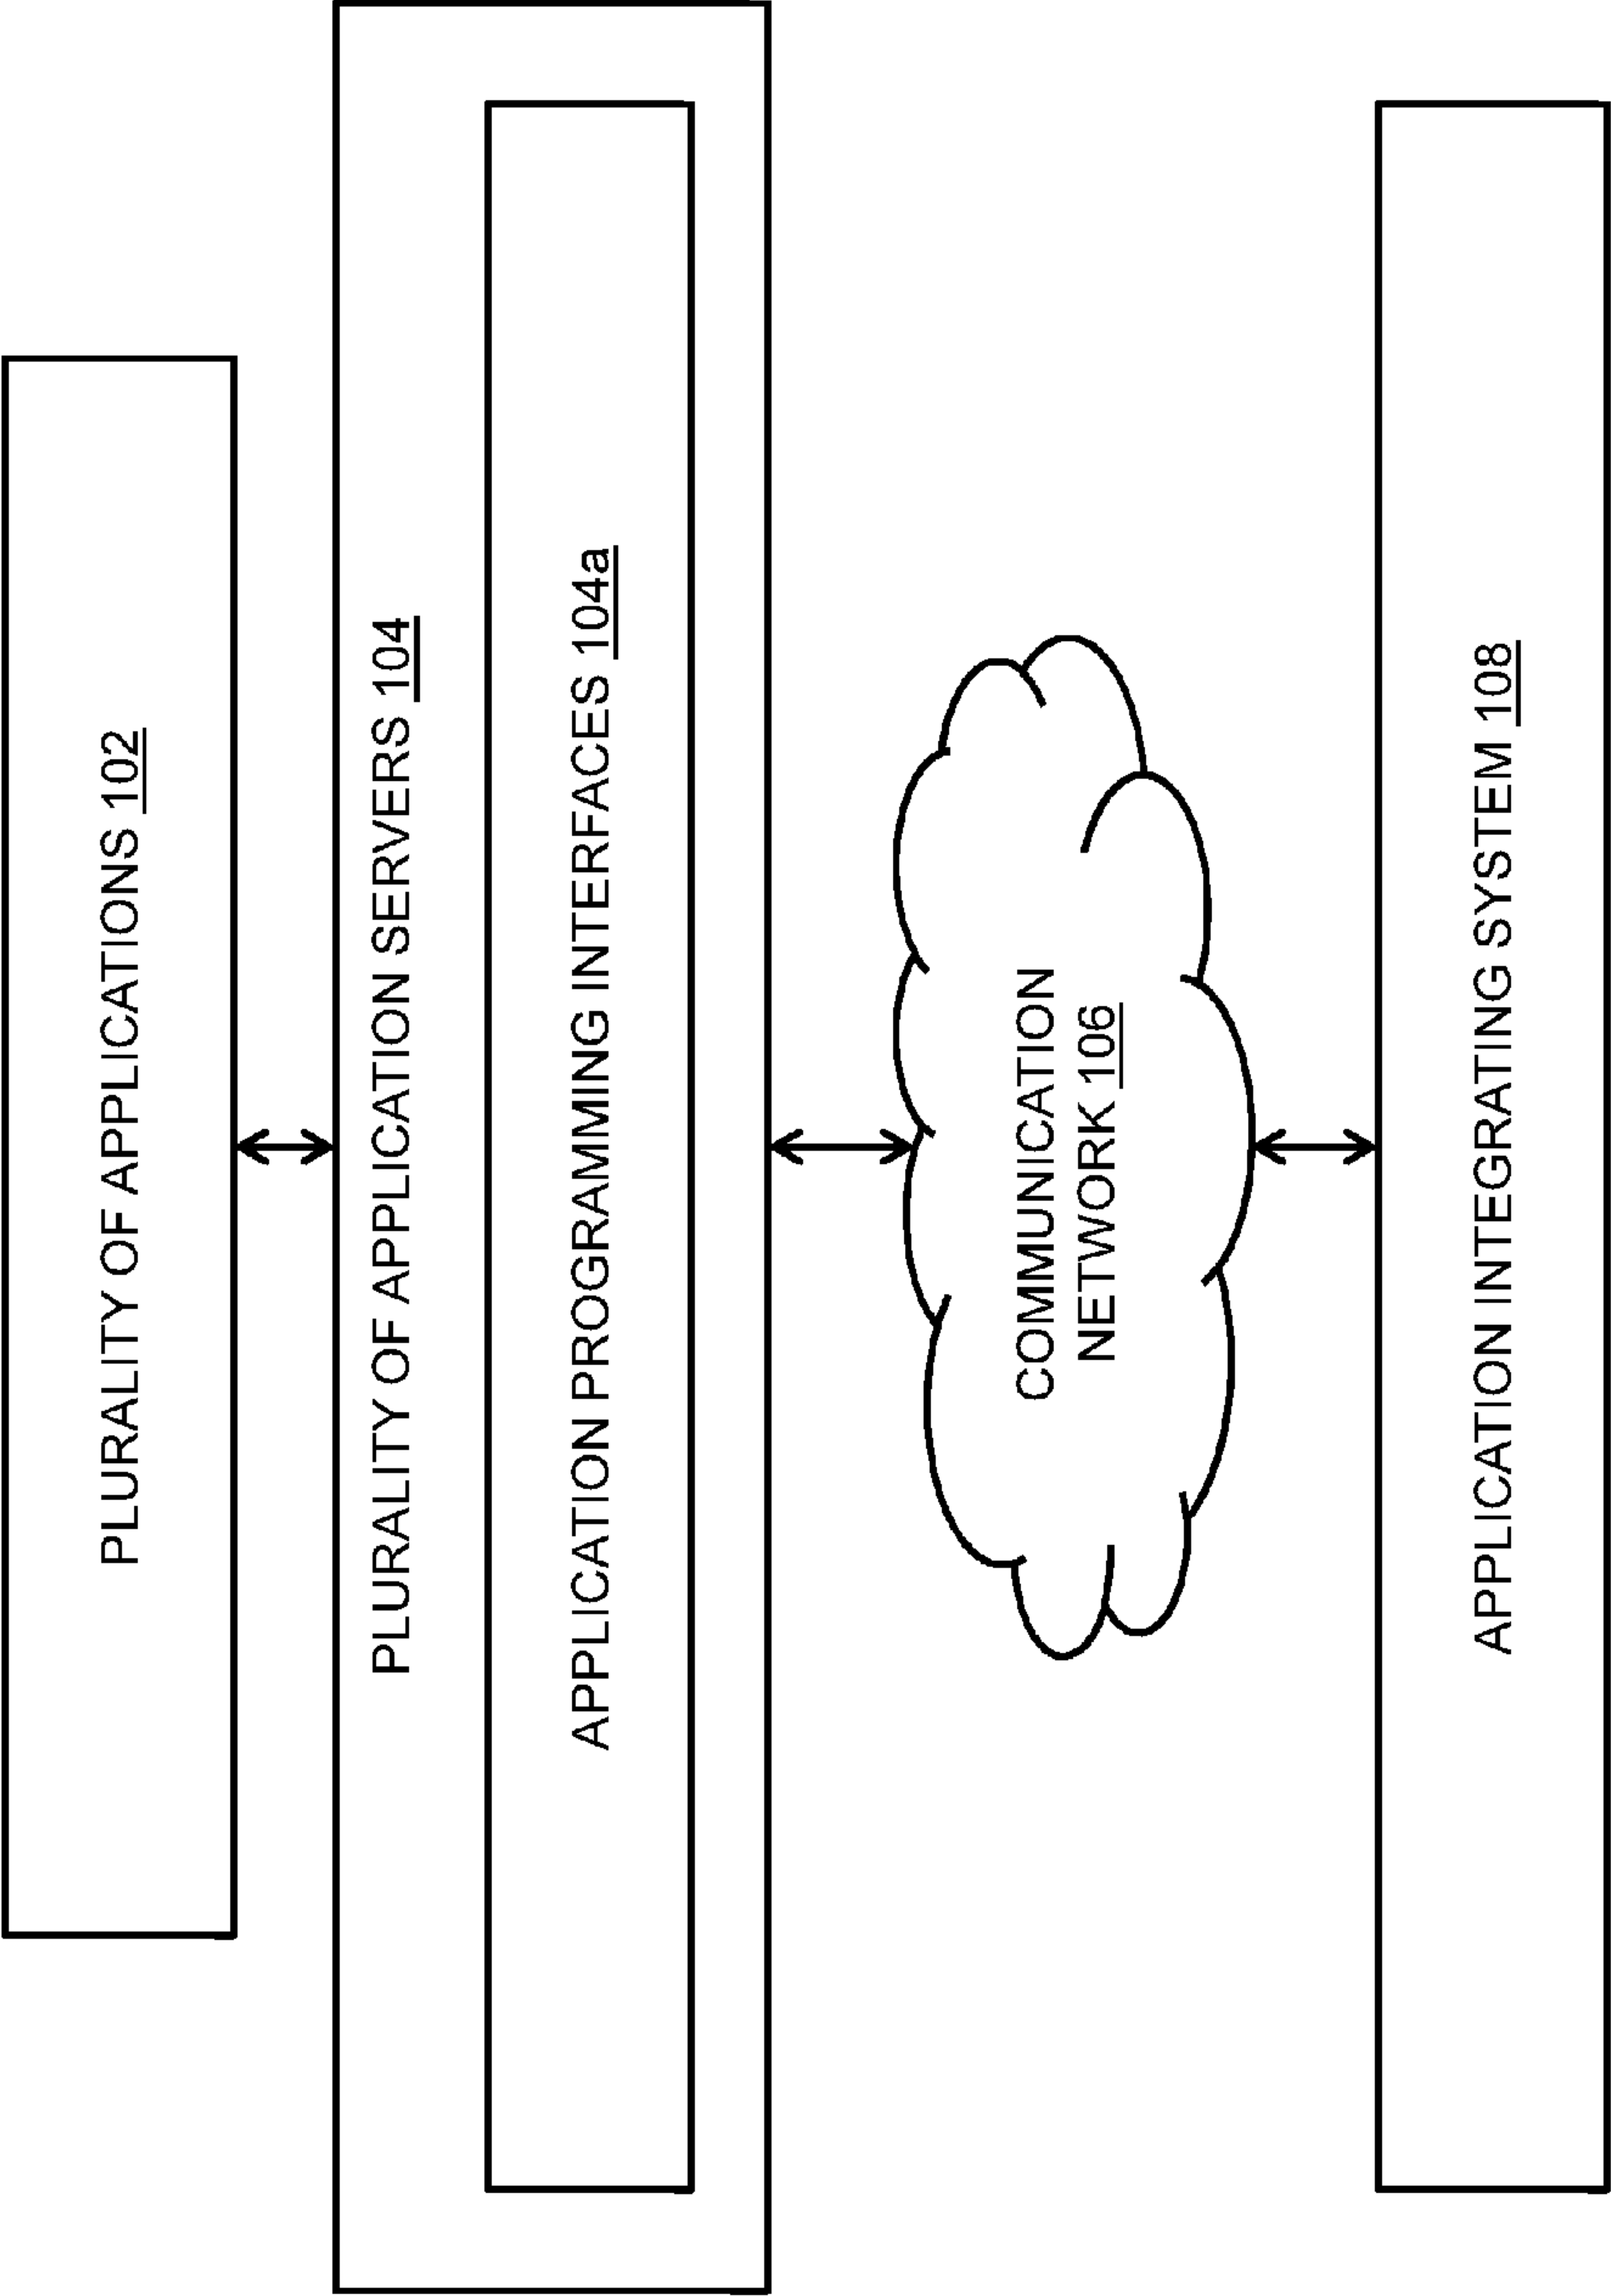 PLURALITY OF APPLICATIONS 102
PLURALITY OF APPLICATION SERVERS 104
APPLICATION PROGRAMMING INTERFACES 104a
COMMUNICATION
NETWORK 106
APPLICATION INTEGRATING SYSTEM 108